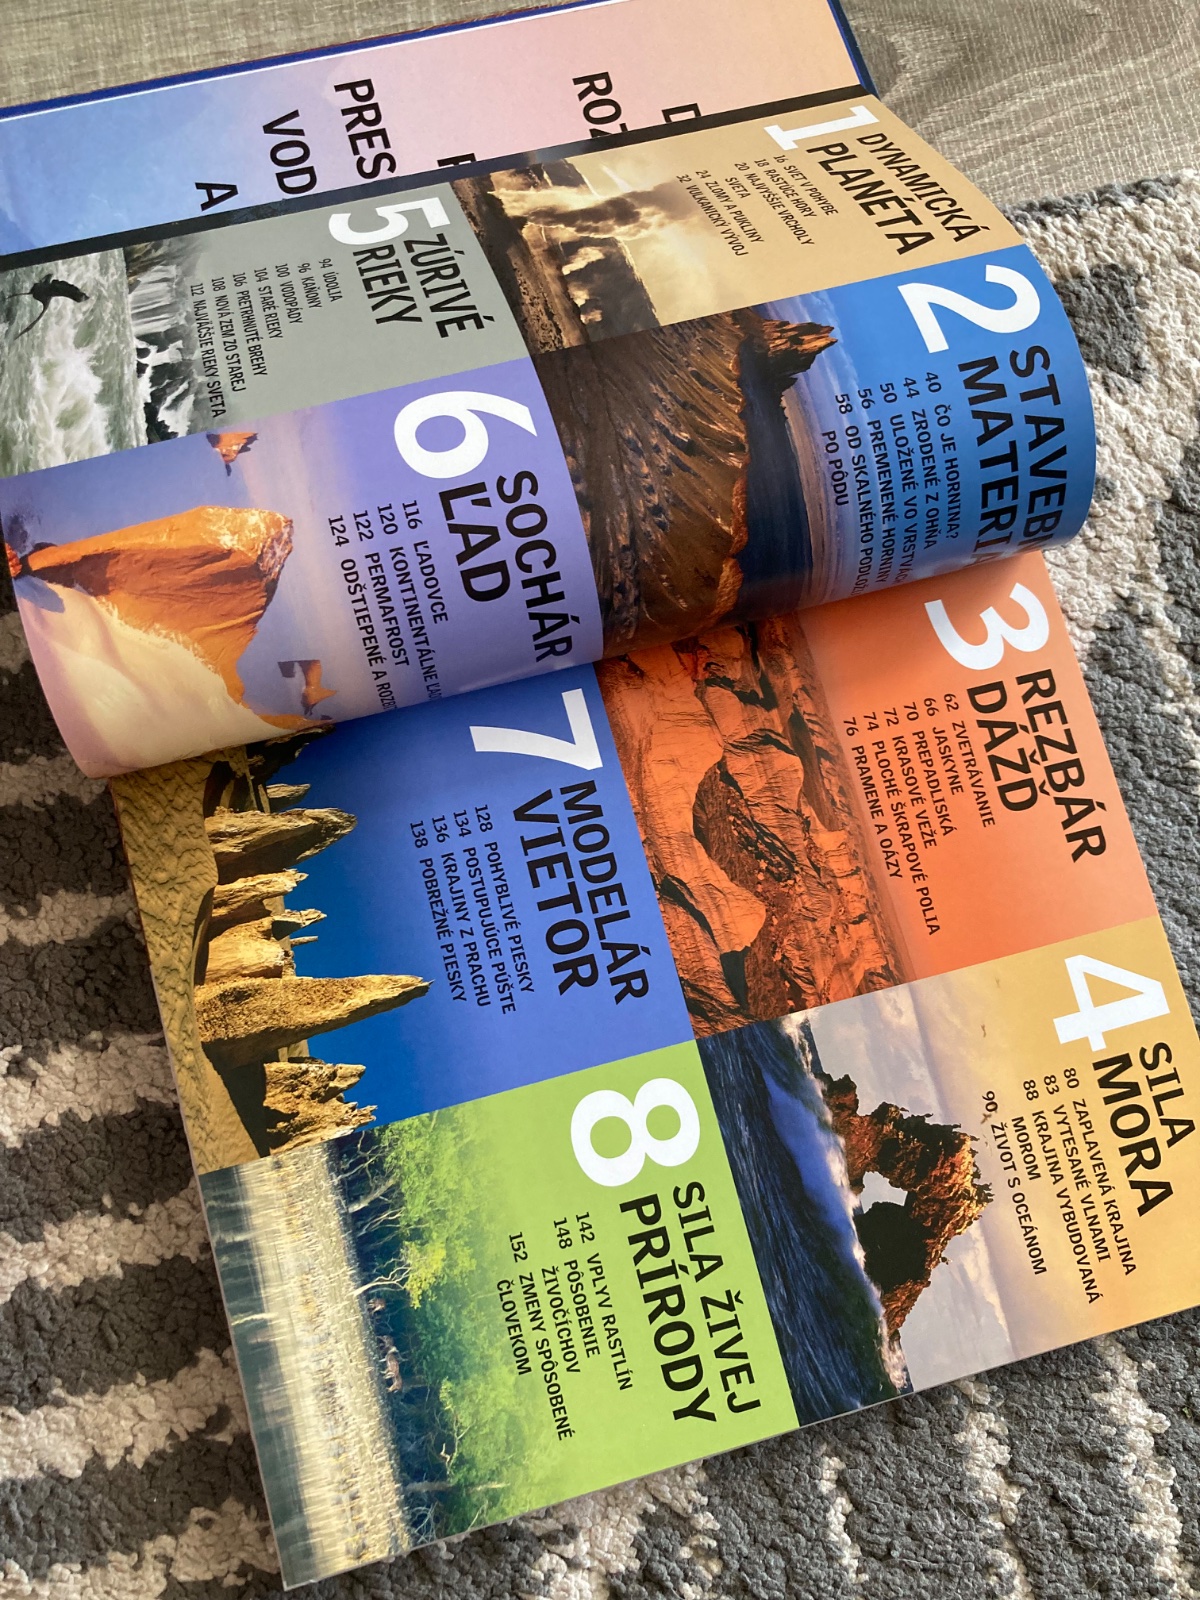 PRES
VOD
A
1
DYNAMICKÁ
PLANÉTA
16 SVET V POHYBE
18 RASTÚCE HORY
20 NAJVYŠŠIE VRCHOLY
SVETA
24 ZLOMY A PUKLINY
32 VULKANICKÝ VÝVOJ
2
40 ČO JE HORNINA?
44 ZRODENÉ Z OHŇA
50 ULOŽENÉ VO VRSTVÁCH
56 PREMENENÉ HORNINY
58 OD SKALNÉHO
PO PÔDU
3
REZBÁR
DÁŽĎ
62 ZVETRÁVANIE
66 JASKYNE
70 PREPADLISKÁ
72 KRASOVÉ VEŽE
74 PLOCHÉ ŠKRAPOVÉ POLIA
76 PRAMENE A OÁZY
4
SILA
MORA
80 ZAPLAVENÁ KRAJINA
83 VYTESANÉ VLNAMI
88 KRAJINA VYBUDOVANÁ
MOROM
90 ŽIVOT S OCEÁNOM
5
ZÚRIVÉ
RIEKY
94 ÚDOLIA
96 KAŇONY
100 VODOPÁDY
104 STARÉ RIEKY
106 PRETRHNUTÉ BREHY
108 NOVÁ ZEM ZO STAREJ
112 NAJVÄČŠIE RIEKY SVETA
6
SOCHÁR
ĽAD
116 ĽADOVCE
120 KONTINENTÁLNE
122 PERMAFROST
124 ODŠTIEPENÉ A
7
MODELÁR
VIETOR
128 POHYBLIVÉ PIESKY
134 POSTUPUJÚCE PÚŠTE
136 KRAJINY Z PRACHU
138 POBREŽNÉ PIESKY
8
SILA ŽIVEJ
PRÍRODY
142 VPLYV RASTLÍN
148 PÔSOBENIE
ŽIVOČÍCHOV
152 ZMENY SPÔSOBENÉ
ČLOVEKOM